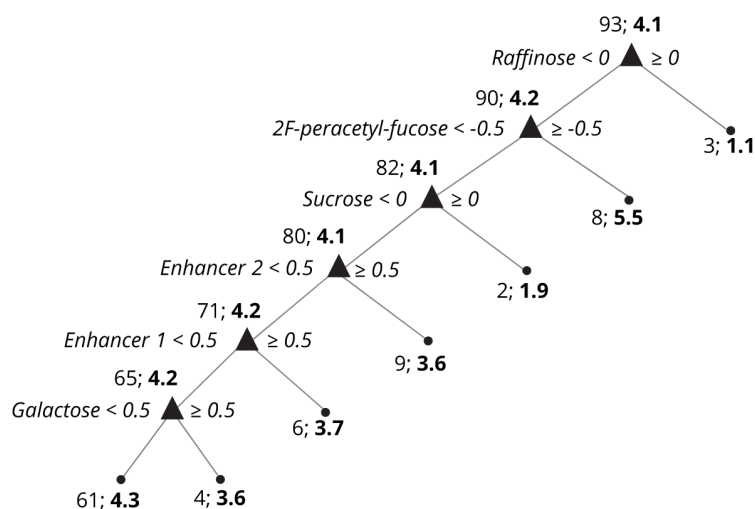 93; 4.1
Raffinose < 0 ≥ 0
90; 4.2
2F-peracetyl-fucose < -0.5 ≥ -0.5
3; 1.1
82; 4.1
Sucrose < 0 ≥ 0
8; 5.5
80; 4.1
Enhancer 2 < 0.5 ≥ 0.5
2; 1.9
71; 4.2
Enhancer 1 < 0.5 ≥ 0.5
9; 3.6
65; 4.2
Galactose < 0.5 ≥ 0.5
6; 3.7
61; 4.3
4; 3.6